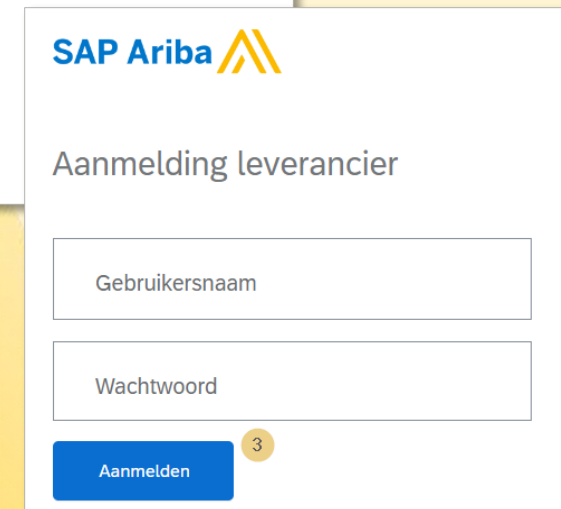 SAP Ariba
Aanmelding leverancier
Gebruikersnaam
Wachtwoord
3
Aanmelden